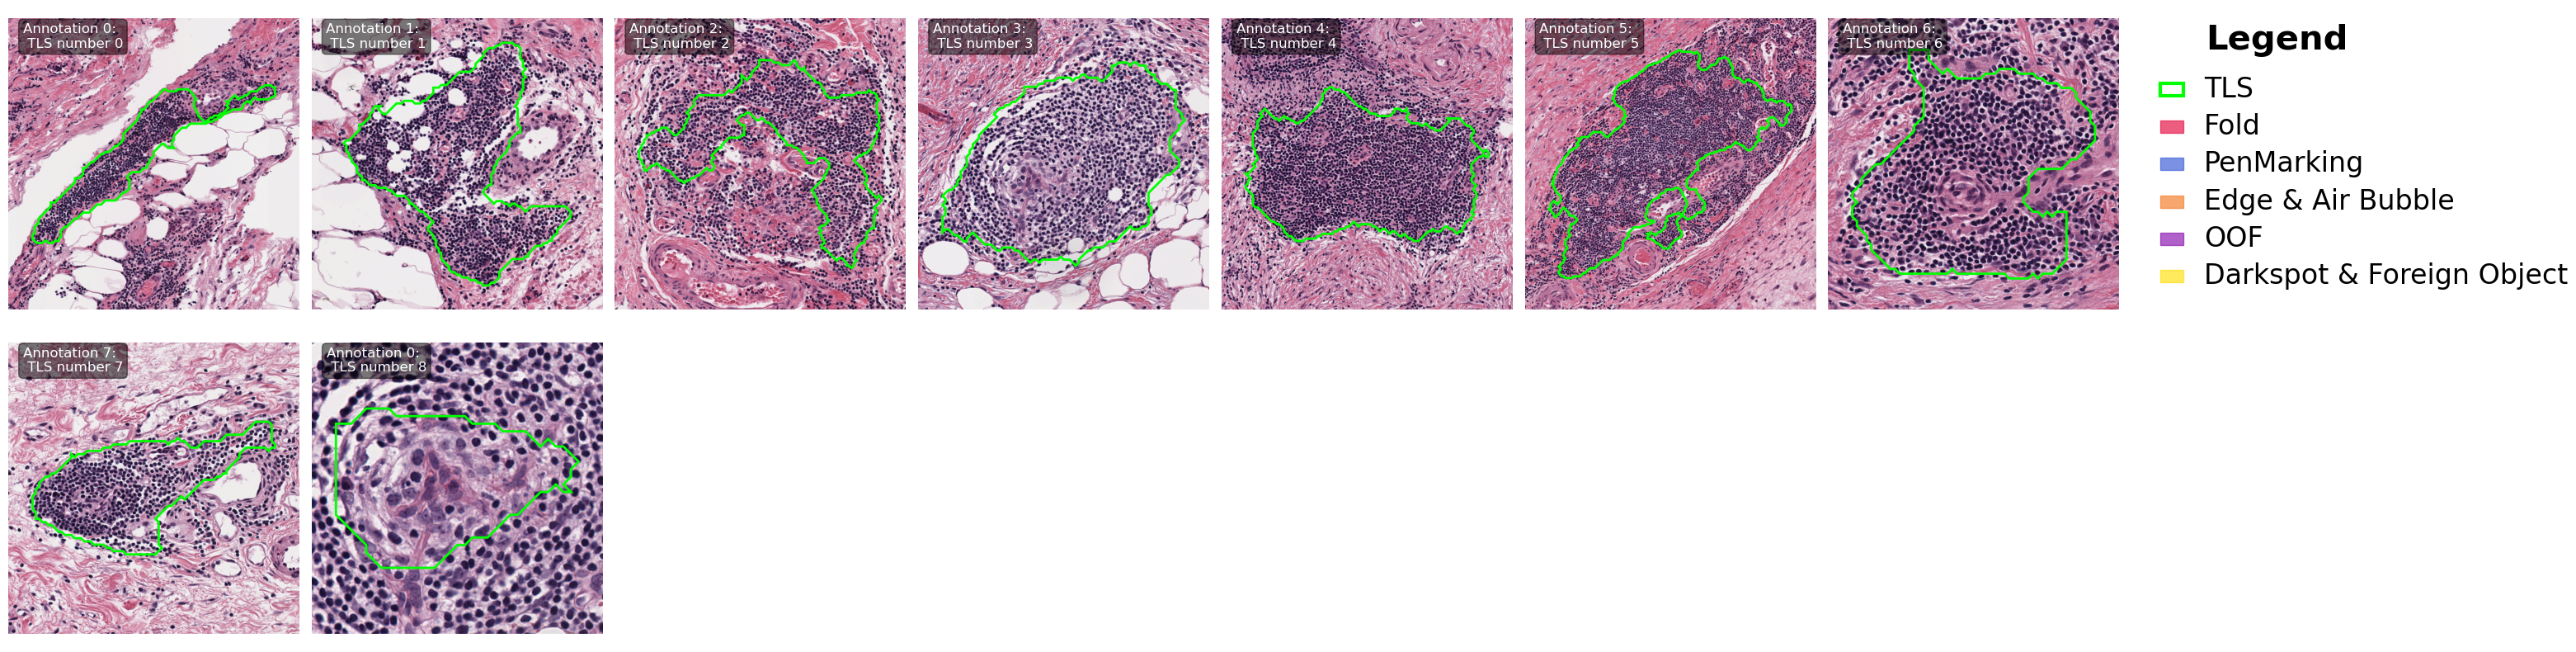 Annotation 0:
TLS number 0
Annotation 1:
TLS number 1
Annotation 2:
TLS number 2
Annotation 3:
TLS number 3
Annotation 4:
TLS number 4
Annotation 5:
TLS number 5
Annotation 6:
TLS number 6
Legend
TLS
Fold
PenMarking
Edge & Air Bubble
OOF
Darkspot & Foreign Object
Annotation 7:
TLS number 7
Annotation 0:
TLS number 8